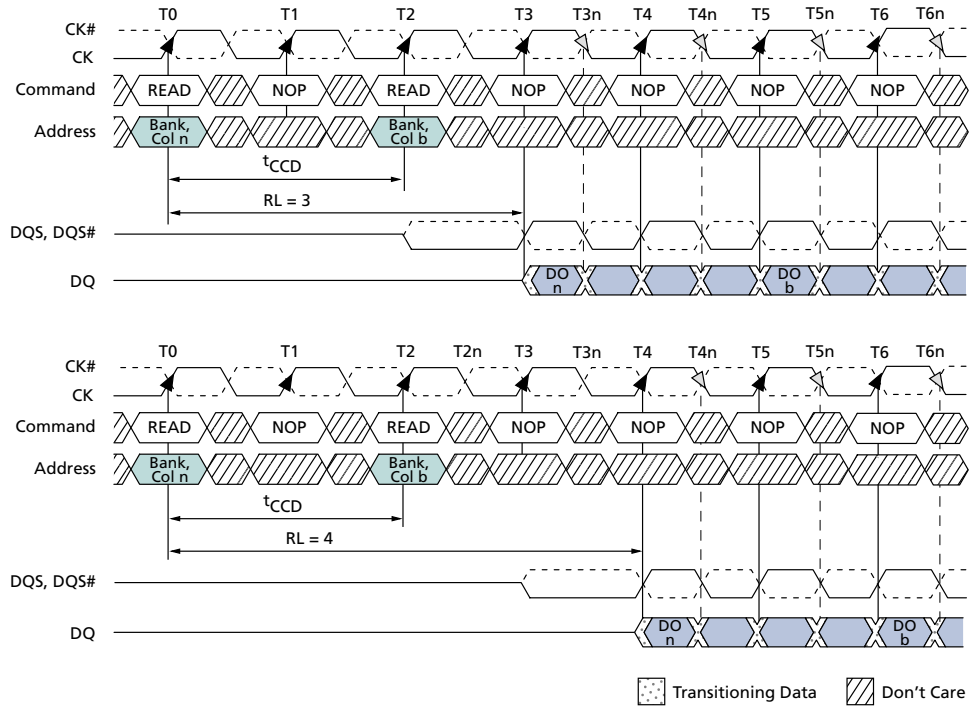 T0 T1 T2 T3 T3n T4 T4n T5 T5n T6 T6n
CK#
CK
Command READ NOP READ NOP NOP NOP NOP
Address Bank, Col n Bank, Col b
tCCD
RL = 3
DQS, DQS#
DQ DO n DO b
T0 T1 T2 T2n T3 T3n T4 T4n T5 T5n T6 T6n
CK#
CK
Command READ NOP READ NOP NOP NOP NOP
Address Bank, Col n Bank, Col b
tCCD
RL = 4
DQS, DQS#
DQ DO n DO b
Transitioning Data Don't Care